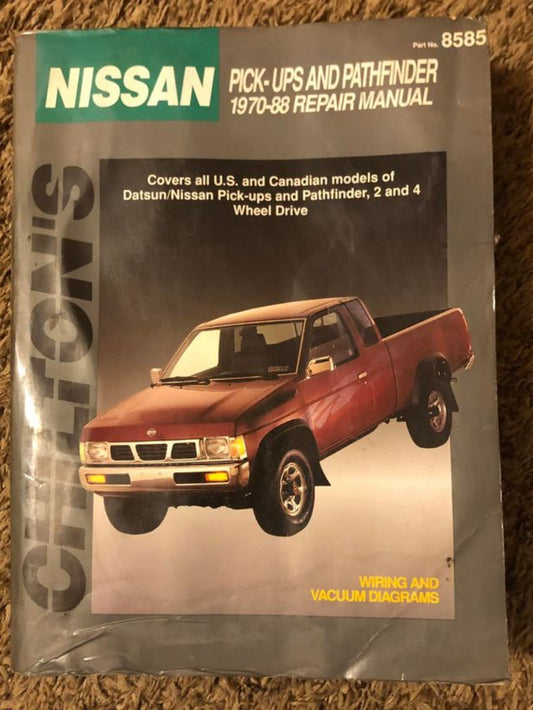 Part No. 8585
NISSAN
PICK-UPS AND PATHFINDER
1970-88 REPAIR MANUAL
CHILTON'S
Covers all U.S. and Canadian models of
Datsun/Nissan Pick-ups and Pathfinder, 2 and 4
Wheel Drive
WIRING AND
VACUUM DIAGRAMS